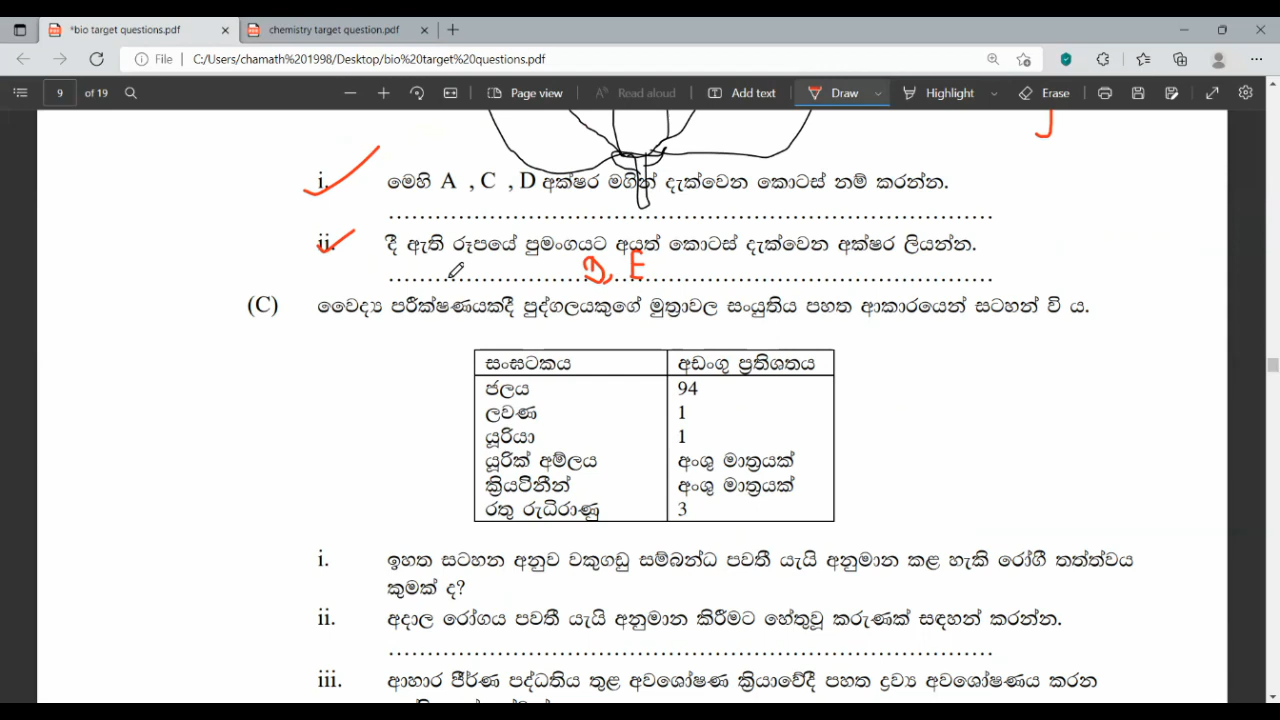 *bio target questions.pdf
chemistry target question.pdf
File C:/Users/chamath%201998/Desktop/bio%20target%20questions.pdf
9 of 19 Page view Read aloud Add text Draw Highlight Erase
i. මෙහි A , C , D අක්ෂර මගින් දැක්වෙන කොටස් නම් කරන්න.
ii. දී ඇති රූපයේ පුමංගයට අයත් කොටස් දැක්වෙන අක්ෂර ලියන්න.
D, E
(C) වෛද්‍ය පරීක්ෂණයකදී පුද්ගලයකුගේ මුත්‍රාවල සංයුතිය පහත ආකාරයෙන් සටහන් වි ය.
සංඝටකය අඩංගු ප්‍රතිශතය
ජලය 94
ලවණ 1
යූරියා 1
යූරික් අම්ලය අංශු මාත්‍රයක්
ක්‍රියටිනීන් අංශු මාත්‍රයක්
රතු රුධිරාණු 3
i. ඉහත සටහන අනුව වකුගඩු සම්බන්ධ පවතී යැයි අනුමාන කළ හැකි රෝගී තත්ත්වය
කුමක් ද?
ii. අදාල රෝගය පවතී යැයි අනුමාන කිරීමට හේතුවූ කරුණක් සඳහන් කරන්න.
iii. ආහාර ජීර්ණ පද්ධතිය තුළ අවශෝෂණ ක්‍රියාවේදී පහත ද්‍රව්‍ය අවශෝෂණය කරන